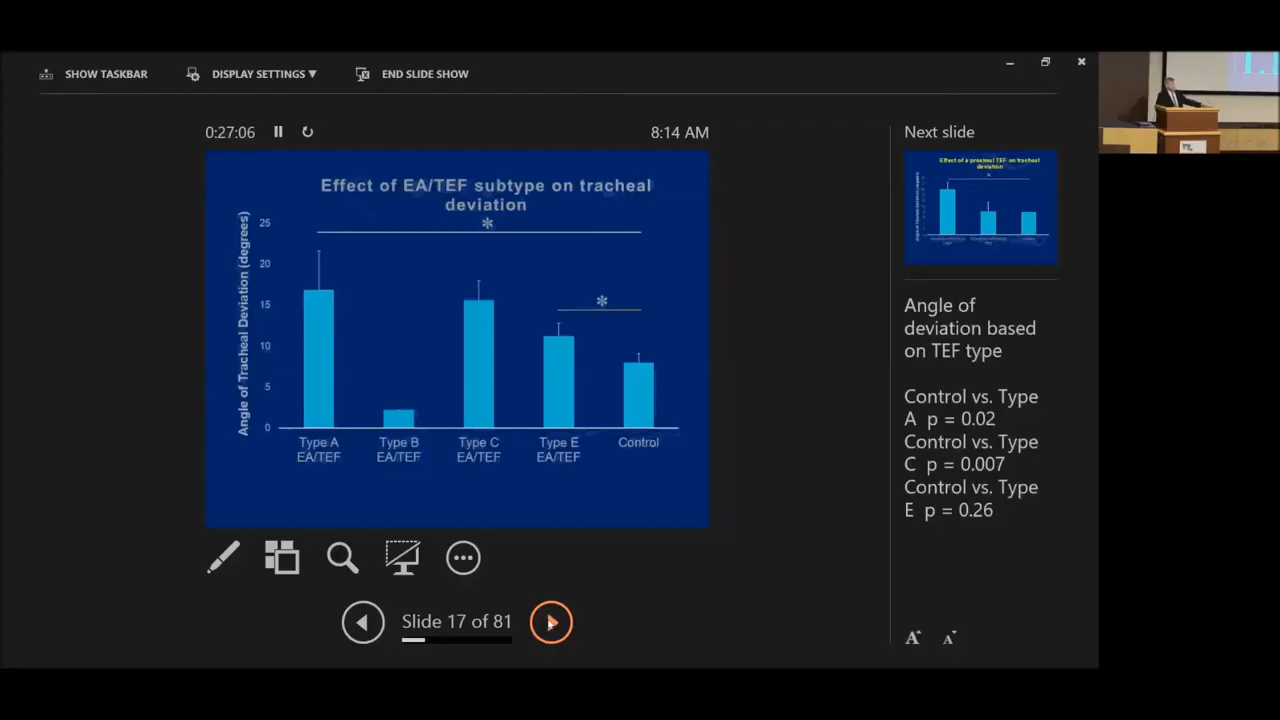 SHOW TASKBAR
DISPLAY SETTINGS ▼
END SLIDE SHOW
0:27:06
8:14 AM
Effect of EA/TEF subtype on tracheal
deviation
*
*
Angle of Tracheal Deviation (degrees)
25
20
15
10
5
0
Type A
EA/TEF
Type B
EA/TEF
Type C
EA/TEF
Type E
EA/TEF
Control
Slide 17 of 81
Next slide
Effect of a proximal TEF on tracheal
deviation
*
Angle of
deviation based
on TEF type
Control vs. Type
A p = 0.02
Control vs. Type
C p = 0.007
Control vs. Type
E p = 0.26
A
A